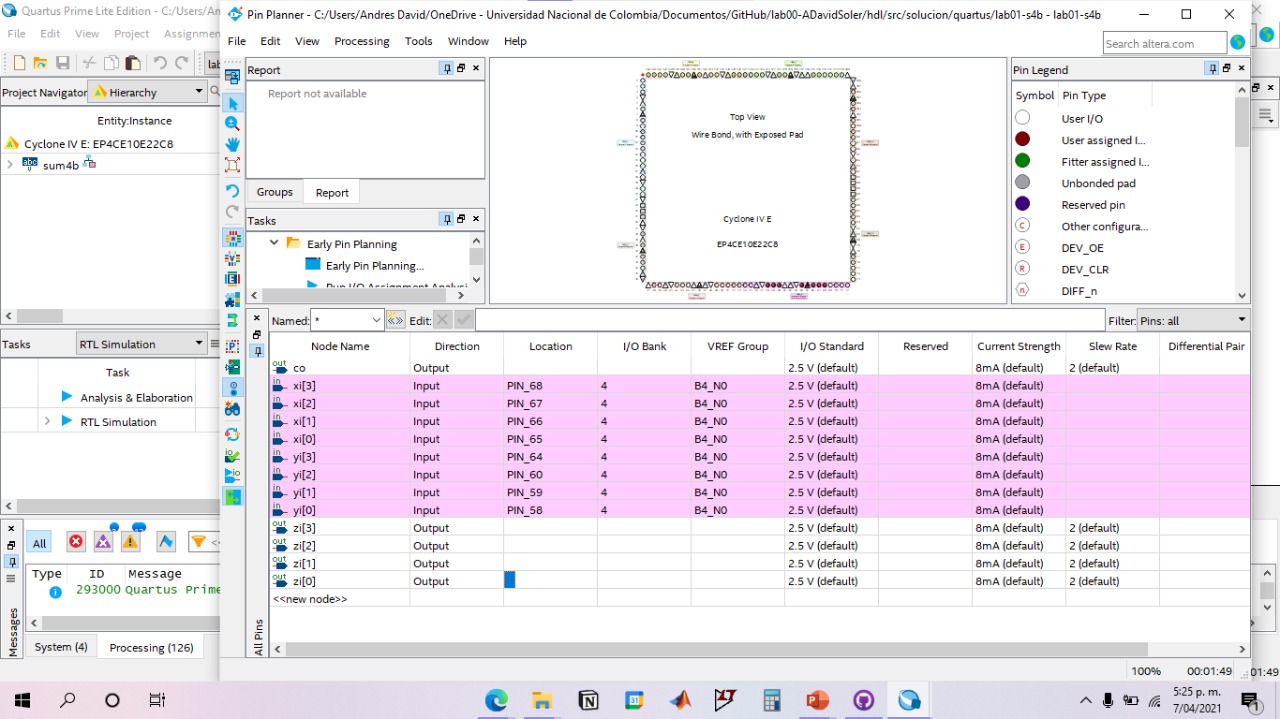 Quartus Prime Lite Edition - C:/U
File Edit View Project Assignmen
lab
Project Navigator Hierarchy
Entity:Instance
Cyclone IV E: EP4CE10E22C8
sum4b
Tasks RTL Simulation
Task
Analysis & Elaboration
RTL Simulation
All
Type ID Message
293000 Quartus Prime
Messages
System (4) Processing (126)
Pin Planner - C:/Users/Andres David/OneDrive - Universidad Nacional de Colombia/Documentos/GitHub/lab00-ADavidSoler/hdl/src/solucion/quartus/lab01-s4b - lab01-s4b
File Edit View Processing Tools Window Help
Search altera.com
Report
Report not available
Groups Report
Tasks
Early Pin Planning
Early Pin Planning...
Run I/O Assignment Analysi
Top View
Wire Bond, with Exposed Pad
Cyclone IV E
EP4CE10E22C8
Pin Legend
Symbol Pin Type
User I/O
User assigned I...
Fitter assigned I...
Unbonded pad
Reserved pin
Other configura...
DEV_OE
DEV_CLR
DIFF_n
Named: * Edit: Filter: Pins: all
Node Name Direction Location I/O Bank VREF Group I/O Standard Reserved Current Strength Slew Rate Differential Pair
out co Output 2.5 V (default) 8mA (default) 2 (default)
in xi[3] Input PIN_68 4 B4_N0 2.5 V (default) 8mA (default)
in xi[2] Input PIN_67 4 B4_N0 2.5 V (default) 8mA (default)
in xi[1] Input PIN_66 4 B4_N0 2.5 V (default) 8mA (default)
in xi[0] Input PIN_65 4 B4_N0 2.5 V (default) 8mA (default)
in yi[3] Input PIN_64 4 B4_N0 2.5 V (default) 8mA (default)
in yi[2] Input PIN_60 4 B4_N0 2.5 V (default) 8mA (default)
in yi[1] Input PIN_59 4 B4_N0 2.5 V (default) 8mA (default)
in yi[0] Input PIN_58 4 B4_N0 2.5 V (default) 8mA (default)
out zi[3] Output 2.5 V (default) 8mA (default) 2 (default)
out zi[2] Output 2.5 V (default) 8mA (default) 2 (default)
out zi[1] Output 2.5 V (default) 8mA (default) 2 (default)
out zi[0] Output 2.5 V (default) 8mA (default) 2 (default)
<<new node>>
All Pins
100% 00:01:49
01:49
5:25 p. m.
7/04/2021